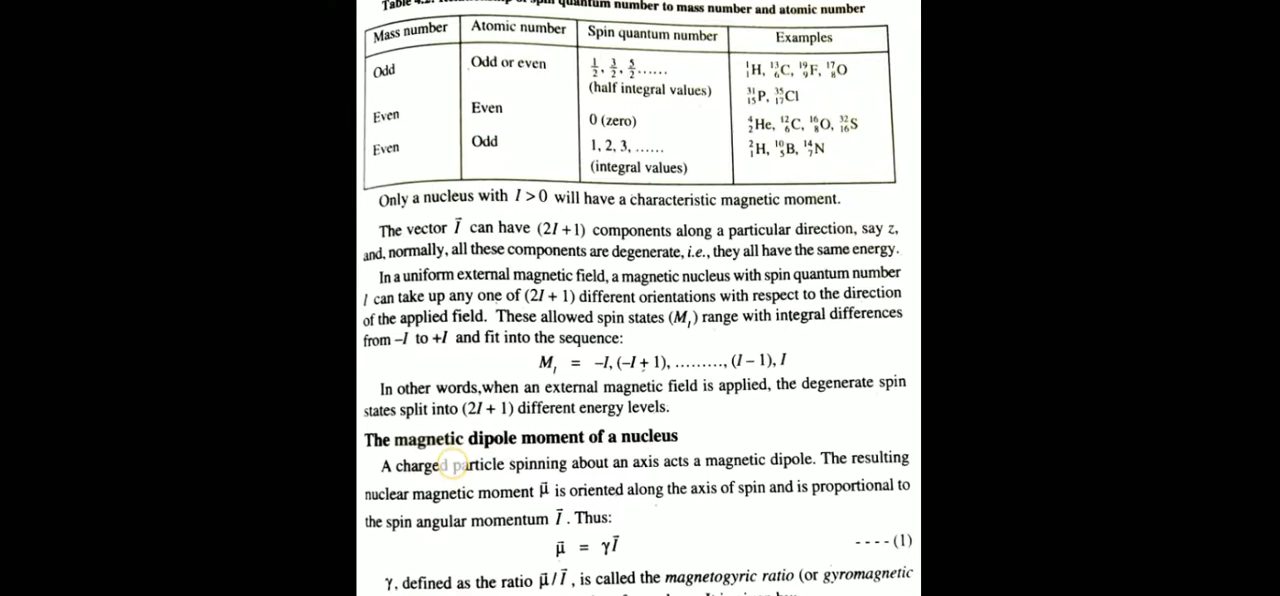 Table quantum number to mass number and atomic number
Mass number Atomic number Spin quantum number Examples
Odd Odd or even 1/2, 3/2, 5/2...... ¹₁H, ¹³₆C, ¹⁹₉F, ¹⁷₈O
(half integral values) ³¹₁₅P, ³⁵₁₇Cl
Even Even 0 (zero) ⁴₂He, ¹²₆C, ¹⁶₈O, ³²₁₆S
Even Odd 1, 2, 3, ...... ²₁H, ¹⁰₅B, ¹⁴₇N
(integral values)
Only a nucleus with I > 0 will have a characteristic magnetic moment.
The vector I⃗ can have (2I + 1) components along a particular direction, say z,
and, normally, all these components are degenerate, i.e., they all have the same energy.
In a uniform external magnetic field, a magnetic nucleus with spin quantum number
I can take up any one of (2I + 1) different orientations with respect to the direction
of the applied field. These allowed spin states (M_I) range with integral differences
from –I to +I and fit into the sequence:
M_I = –I, (–I + 1), ........., (I – 1), I
In other words,when an external magnetic field is applied, the degenerate spin
states split into (2I + 1) different energy levels.
The magnetic dipole moment of a nucleus
A charged particle spinning about an axis acts a magnetic dipole. The resulting
nuclear magnetic moment μ⃗ is oriented along the axis of spin and is proportional to
the spin angular momentum I⃗ . Thus:
μ⃗ = γI⃗ ----(1)
γ, defined as the ratio μ⃗ / I⃗ , is called the magnetogyric ratio (or gyromagnetic